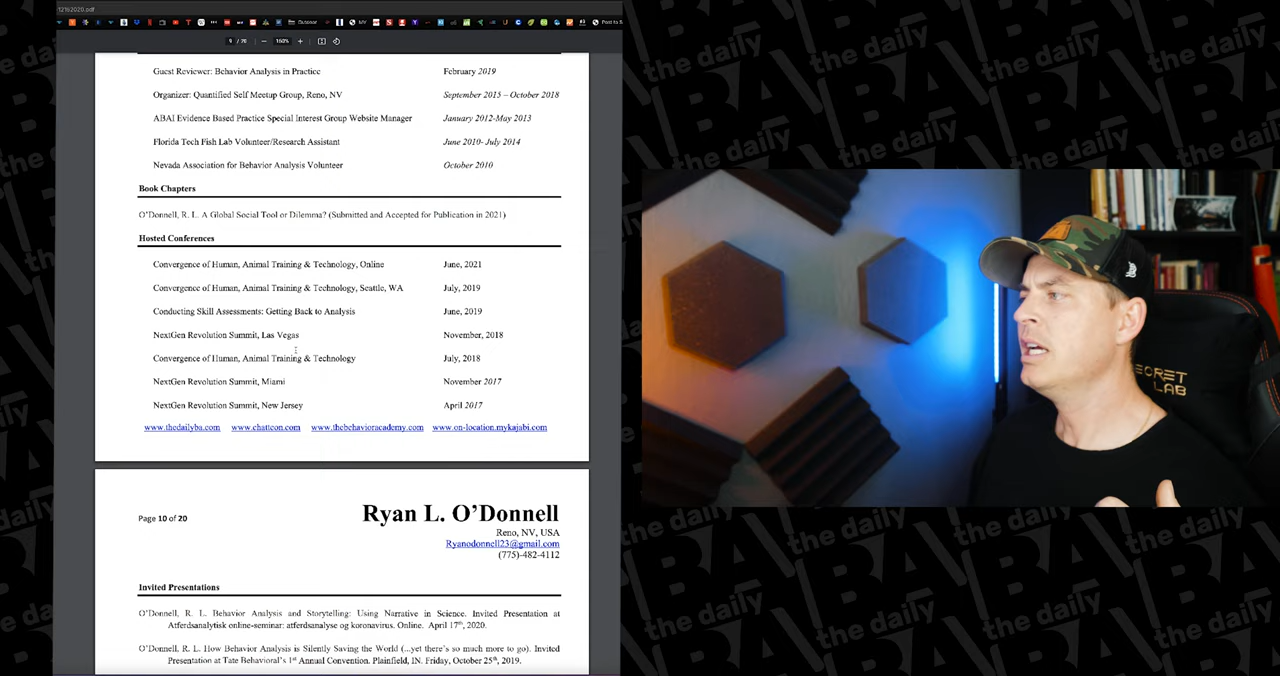 1219/2020.pdf
9 / 20 — 150% +
Guest Reviewer: Behavior Analysis in Practice February 2019
Organizer: Quantified Self Meetup Group, Reno, NV September 2015 – October 2018
ABAI Evidence Based Practice Special Interest Group Website Manager January 2012-May 2013
Florida Tech Fish Lab Volunteer/Research Assistant June 2010- July 2014
Nevada Association for Behavior Analysis Volunteer October 2010
Book Chapters
O'Donnell, R. L. A Global Social Tool or Dilemma? (Submitted and Accepted for Publication in 2021)
Hosted Conferences
Convergence of Human, Animal Training & Technology, Online June, 2021
Convergence of Human, Animal Training & Technology, Seattle, WA July, 2019
Conducting Skill Assessments: Getting Back to Analysis June, 2019
NextGen Revolution Summit, Las Vegas November, 2018
Convergence of Human, Animal Training & Technology July, 2018
NextGen Revolution Summit, Miami November 2017
NextGen Revolution Summit, New Jersey April 2017
www.thedailyba.com www.chattcon.com www.thebehavioracademy.com www.on-location.mykajabi.com
Page 10 of 20
Ryan L. O'Donnell
Reno, NV, USA
Ryanodonnell23@gmail.com
(775)-482-4112
Invited Presentations
O'Donnell, R. L. Behavior Analysis and Storytelling: Using Narrative in Science. Invited Presentation at
Atferdsanalytisk online-seminar: atferdsanalyse og koronavirus. Online. April 17th, 2020.
O'Donnell, R. L. How Behavior Analysis is Silently Saving the World (...yet there's so much more to go). Invited
Presentation at Tate Behavioral's 1st Annual Convention. Plainfield, IN. Friday, October 25th, 2019.
the daily
BA
SECRET
LAB